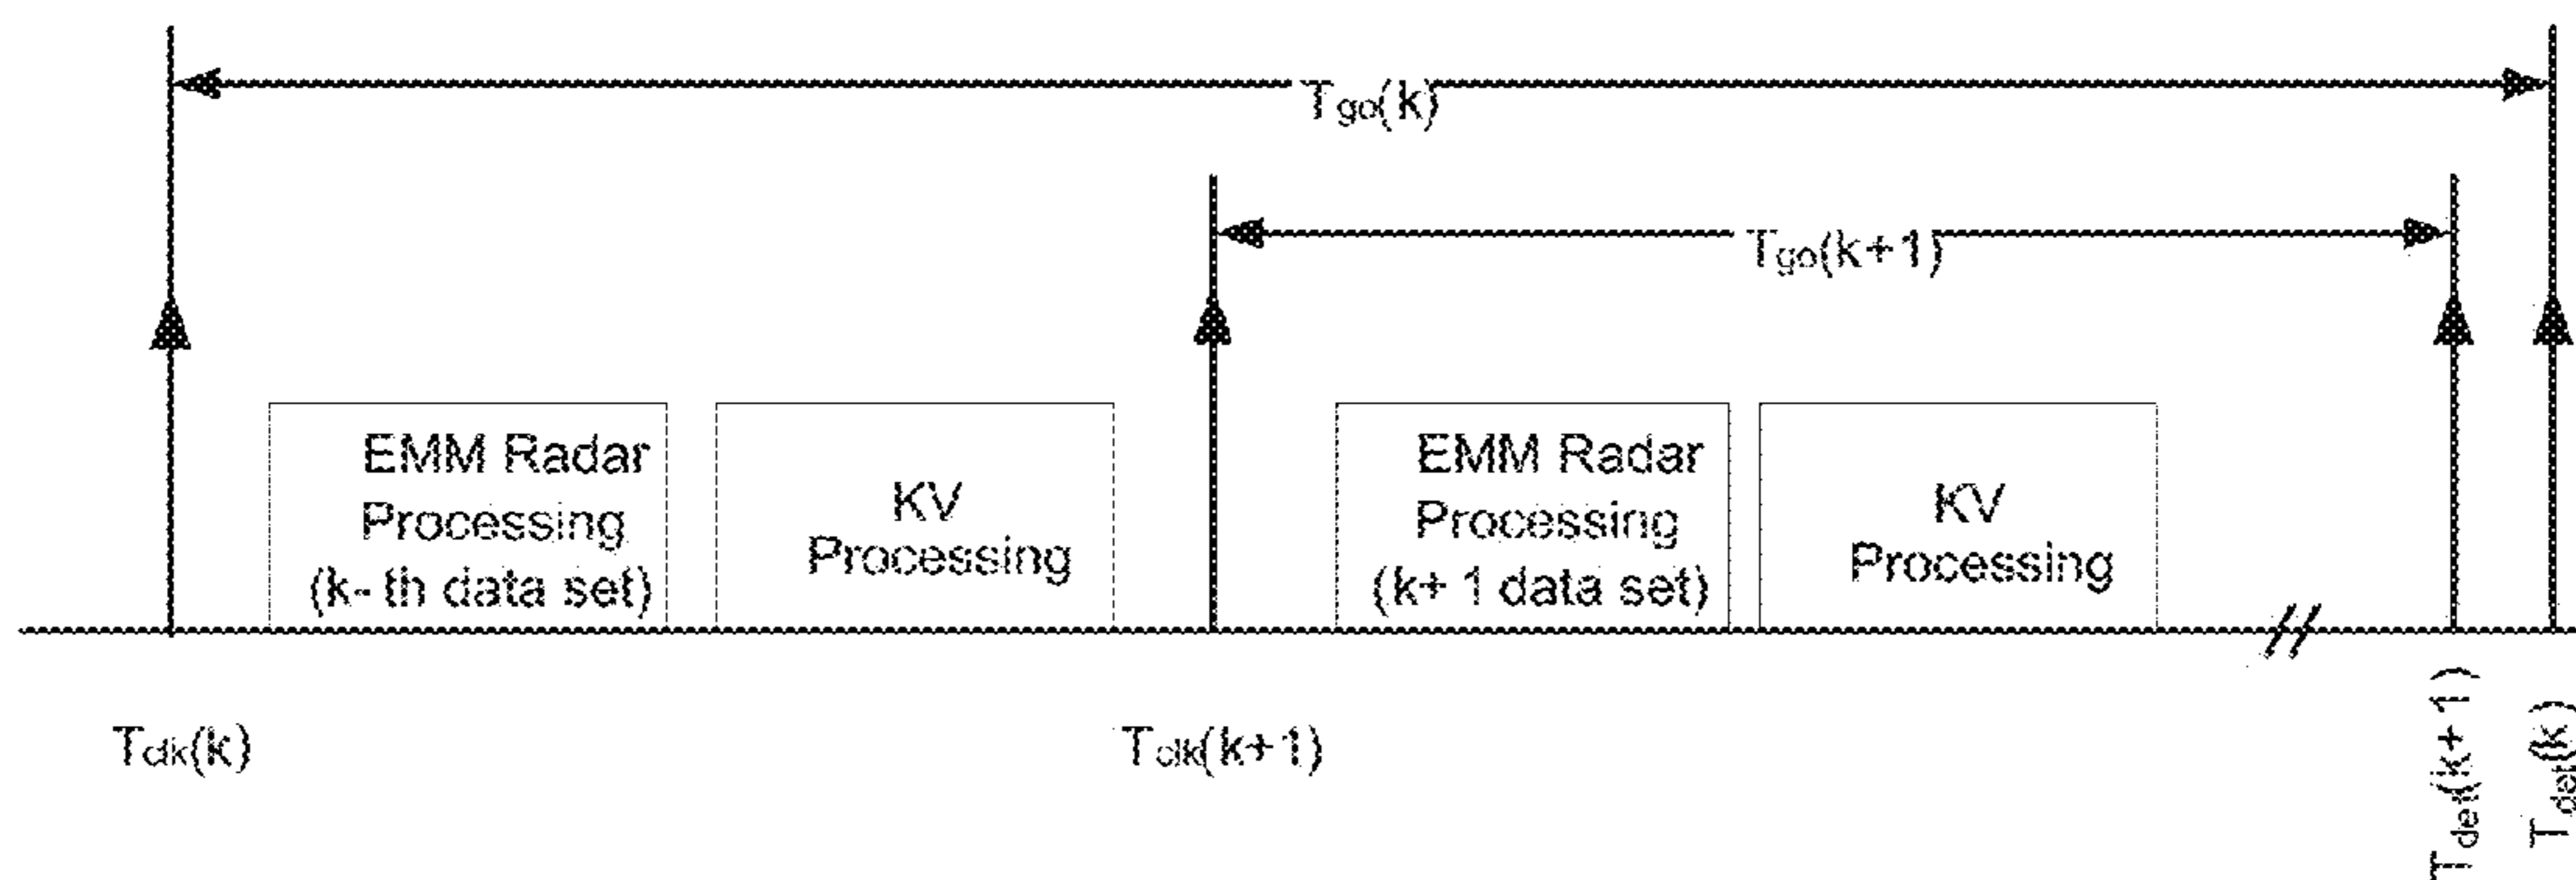 Tgo(k)
Tgo(k+1)
EMM Radar
Processing
(k- th data set)
KV
Processing
EMM Radar
Processing
(k+ 1 data set)
KV
Processing
Tclk(k)
Tclk(k+1)
Tdet(k+1)
Tdet(k)